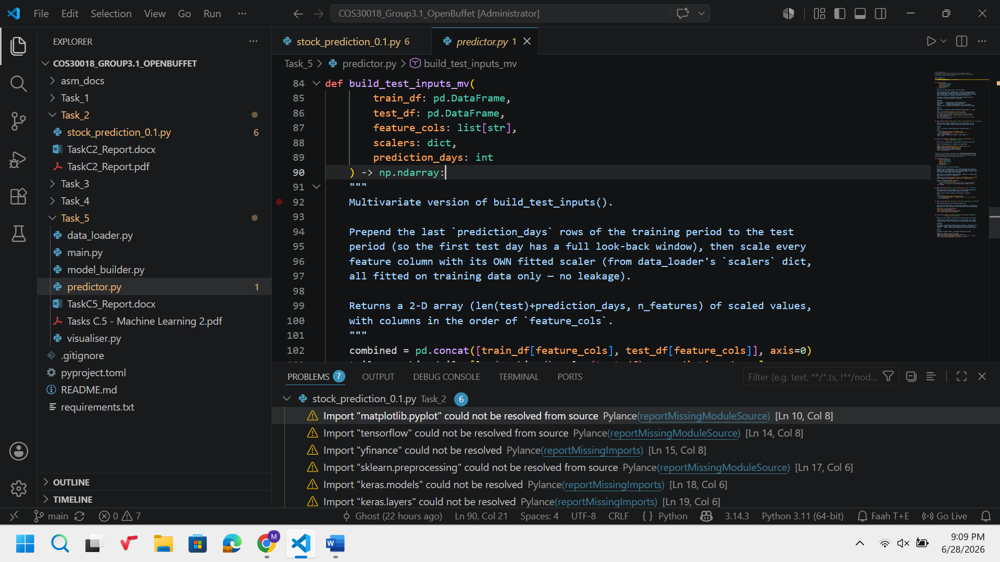 File Edit Selection View Go Run ···
COS30018_Group3.1_OpenBuffet [Administrator]
EXPLORER
COS30018_GROUP3.1_OPENBUFFET
asm_docs
Task_1
Task_2
stock_prediction_0.1.py 6
TaskC2_Report.docx
TaskC2_Report.pdf
Task_3
Task_4
Task_5
data_loader.py
main.py
model_builder.py
predictor.py 1
TaskC5_Report.docx
Tasks C.5 - Machine Learning 2.pdf
visualiser.py
.gitignore
pyproject.toml
README.md
requirements.txt
OUTLINE
TIMELINE
stock_prediction_0.1.py 6
predictor.py 1
Task_5 > predictor.py > build_test_inputs_mv
84 def build_test_inputs_mv(
85 train_df: pd.DataFrame,
86 test_df: pd.DataFrame,
87 feature_cols: list[str],
88 scalers: dict,
89 prediction_days: int
90 ) -> np.ndarray:
91 """
92 Multivariate version of build_test_inputs().
93
94 Prepend the last `prediction_days` rows of the training period to the test
95 period (so the first test day has a full look-back window), then scale every
96 feature column with its OWN fitted scaler (from data_loader's `scalers` dict,
97 all fitted on training data only — no leakage).
98
99 Returns a 2-D array (len(test)+prediction_days, n_features) of scaled values,
100 with columns in the order of `feature_cols`.
101 """
102 combined = pd.concat([train_df[feature_cols], test_df[feature_cols]], axis=0)
PROBLEMS 7 OUTPUT DEBUG CONSOLE TERMINAL PORTS
Filter (e.g. text, **/*.ts, !**/nod...
stock_prediction_0.1.py Task_2 6
Import "matplotlib.pyplot" could not be resolved from source Pylance(reportMissingModuleSource) [Ln 10, Col 8]
Import "tensorflow" could not be resolved from source Pylance(reportMissingModuleSource) [Ln 14, Col 8]
Import "yfinance" could not be resolved Pylance(reportMissingImports) [Ln 15, Col 8]
Import "sklearn.preprocessing" could not be resolved from source Pylance(reportMissingModuleSource) [Ln 17, Col 6]
Import "keras.models" could not be resolved Pylance(reportMissingImports) [Ln 18, Col 6]
Import "keras.layers" could not be resolved Pylance(reportMissingImports) [Ln 19, Col 6]
main 0 7 Ghost (22 hours ago) Ln 90, Col 21 Spaces: 4 UTF-8 CRLF { } Python 3.14.3 Python 3.11 (64-bit) Faah T+E Go Live
M
W
9:09 PM
6/28/2026